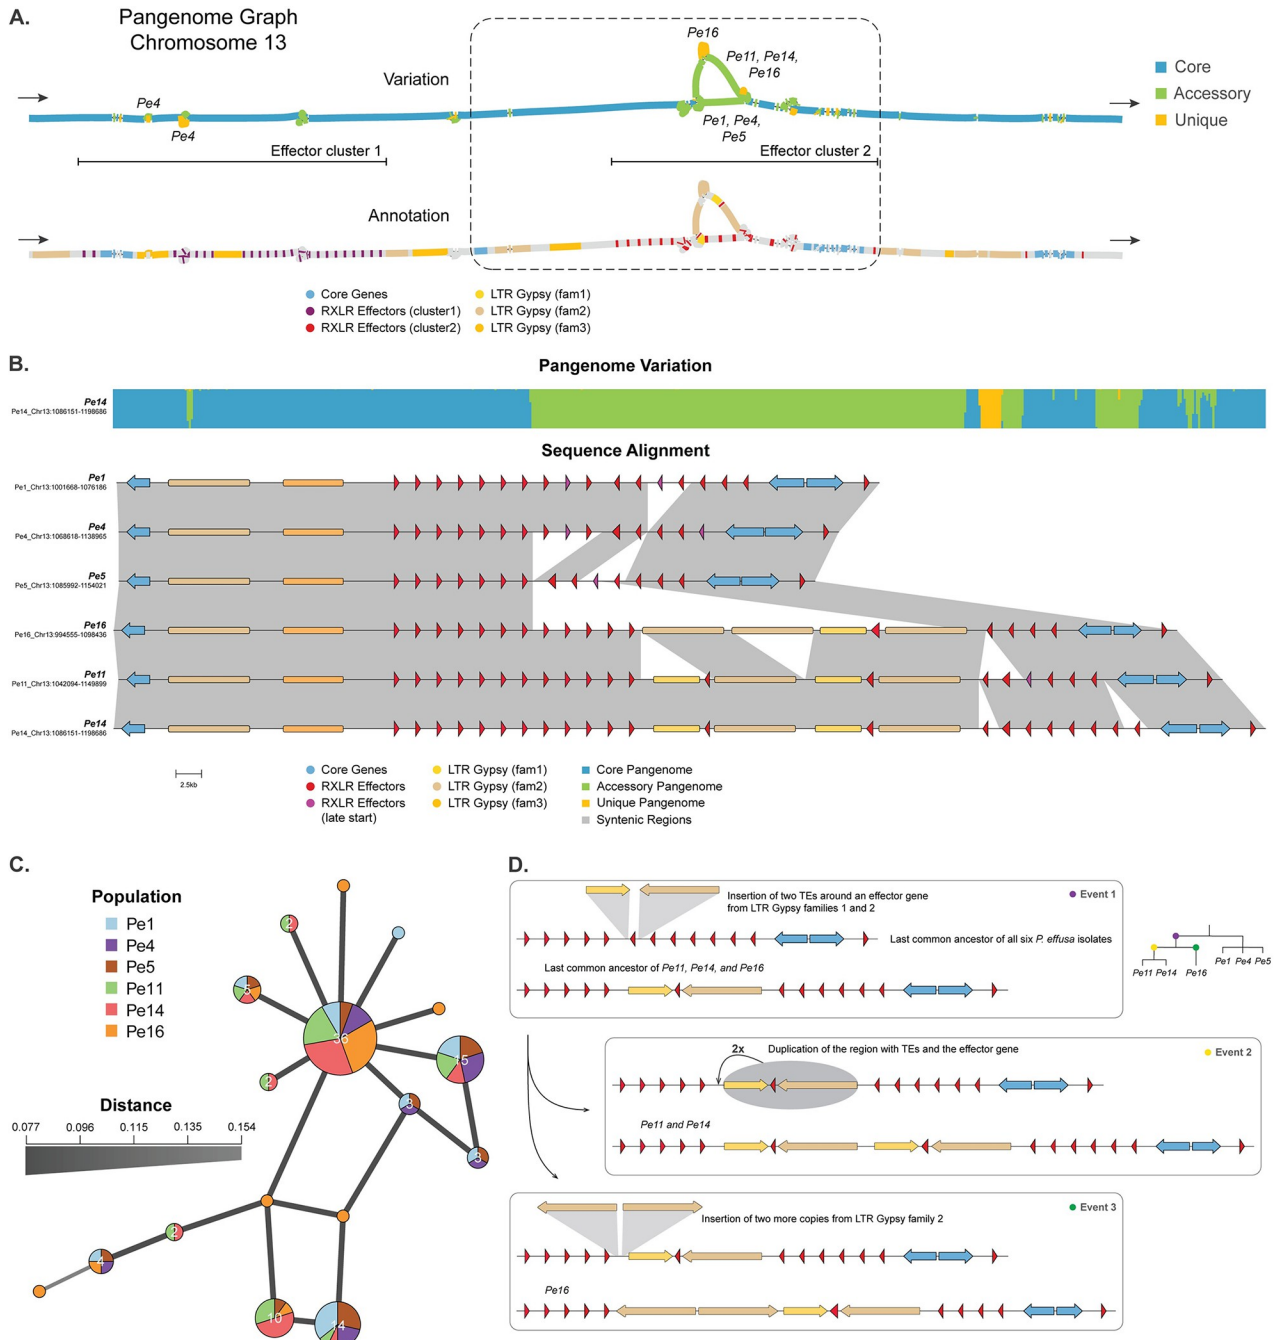 A.
Pangenome Graph
Chromosome 13
Variation
Pe4
Pe4
Pe16
Pe11, Pe14,
Pe16
Pe1, Pe4,
Pe5
Core
Accessory
Unique
Effector cluster 1
Effector cluster 2
Annotation
Core Genes
RXLR Effectors (cluster1)
RXLR Effectors (cluster2)
LTR Gypsy (fam1)
LTR Gypsy (fam2)
LTR Gypsy (fam3)
B.
Pangenome Variation
Pe14
Pe14_Chr13:1086151-1198686
Sequence Alignment
Pe1
Pe1_Chr13:1001668-1076186
Pe4
Pe4_Chr13:1068618-1138965
Pe5
Pe5_Chr13:1085992-1154021
Pe16
Pe16_Chr13:994555-1098436
Pe11
Pe11_Chr13:1042094-1149899
Pe14
Pe14_Chr13:1086151-1198686
2.5kb
Core Genes
RXLR Effectors
RXLR Effectors
(late start)
LTR Gypsy (fam1)
LTR Gypsy (fam2)
LTR Gypsy (fam3)
Core Pangenome
Accessory Pangenome
Unique Pangenome
Syntenic Regions
C.
Population
Pe1
Pe4
Pe5
Pe11
Pe14
Pe16
Distance
0.077 0.096 0.115 0.135 0.154
2
5
36
15
2
3
3
2
4
10
14
D.
Insertion of two TEs around an effector gene
from LTR Gypsy families 1 and 2
Event 1
Last common ancestor of all six P. effusa isolates
Last common ancestor of Pe11, Pe14, and Pe16
Pe11 Pe14 Pe16 Pe1 Pe4 Pe5
2x
Duplication of the region with TEs and the effector gene
Event 2
Pe11 and Pe14
Event 3
Insertion of two more copies from LTR Gypsy family 2
Pe16